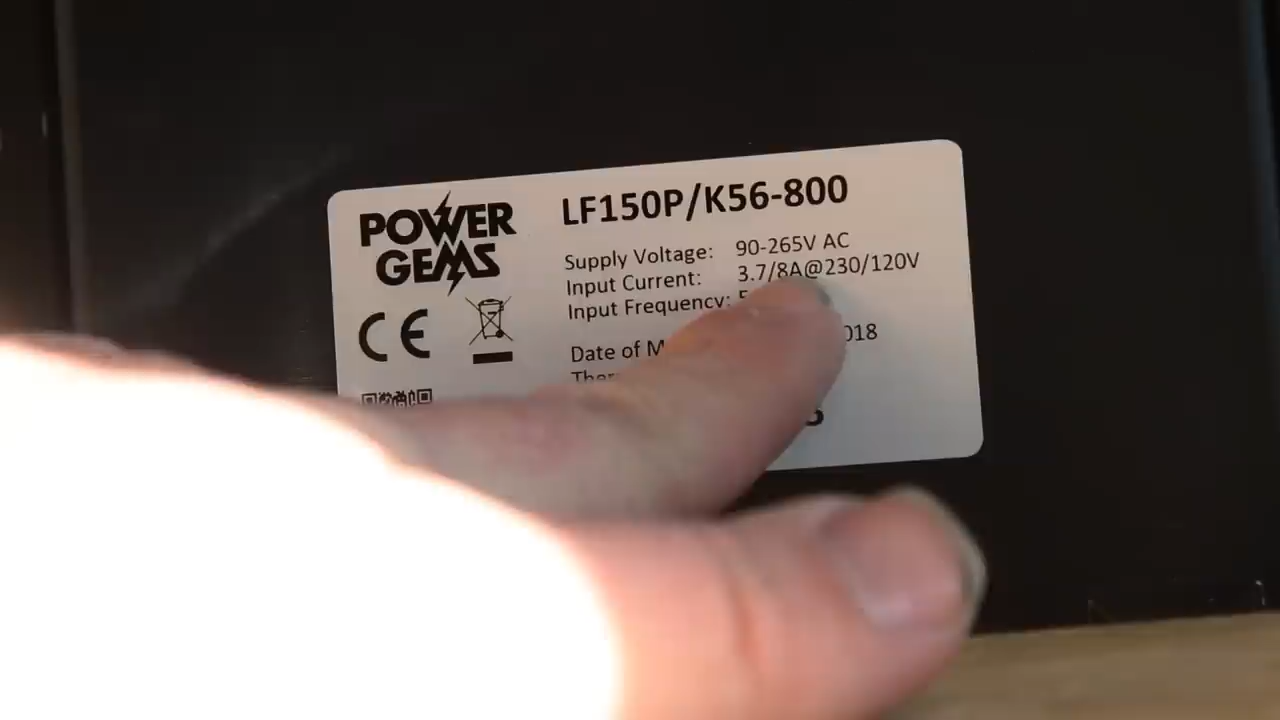 POWER
GEMS
LF150P/K56-800
Supply Voltage: 90-265V AC
Input Current: 3.7/8A@230/120V
Input Frequency:
Date of 018
CE